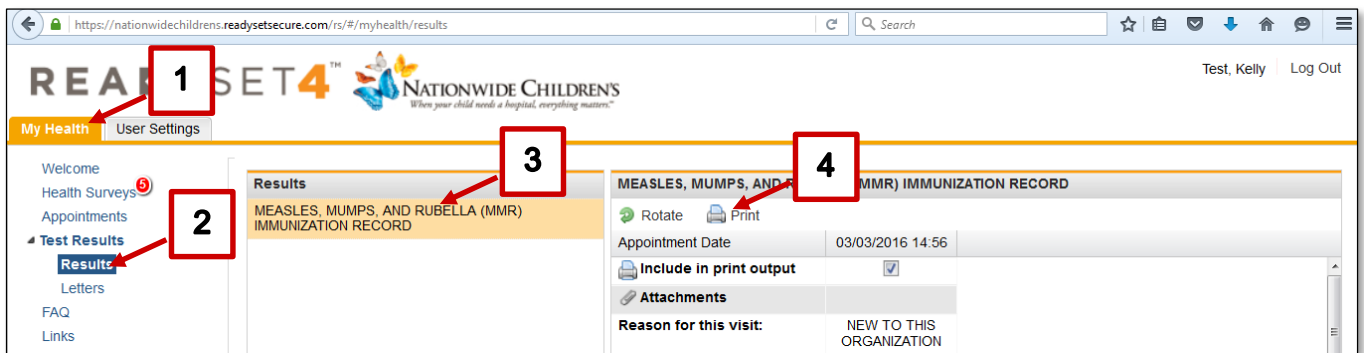 https://nationwidechildrens.readysetsecure.com/rs/#/myhealth/results
Search
SET4™
NATIONWIDE CHILDREN'S
When your child needs a hospital, everything matters.™
Test, Kelly Log Out
1
My Health User Settings
Welcome
Health Surveys 5
Appointments
Test Results
Results
Letters
FAQ
Links
2
3
Results
MEASLES, MUMPS, AND RUBELLA (MMR)
IMMUNIZATION RECORD
4
MEASLES, MUMPS, AND MMR) IMMUNIZATION RECORD
Rotate Print
Appointment Date 03/03/2016 14:56
Include in print output
Attachments
Reason for this visit: NEW TO THIS
ORGANIZATION